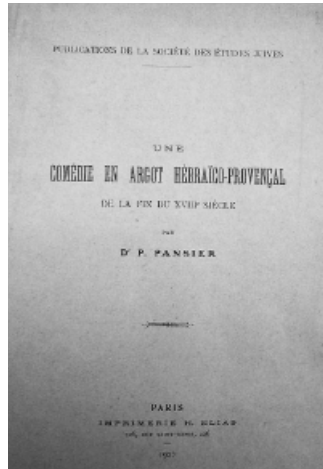 PUBLICATIONS DE LA SOCIÉTÉ DES ÉTUDES JUIVES
UNE
COMÉDIE EN ARGOT HÉBRAÏCO-PROVENÇAL
DE LA FIN DU XVIIIe SIÈCLE
PAR
Dr P. PANSIER
PARIS
IMPRIMERIE H. ELIAS
RUE